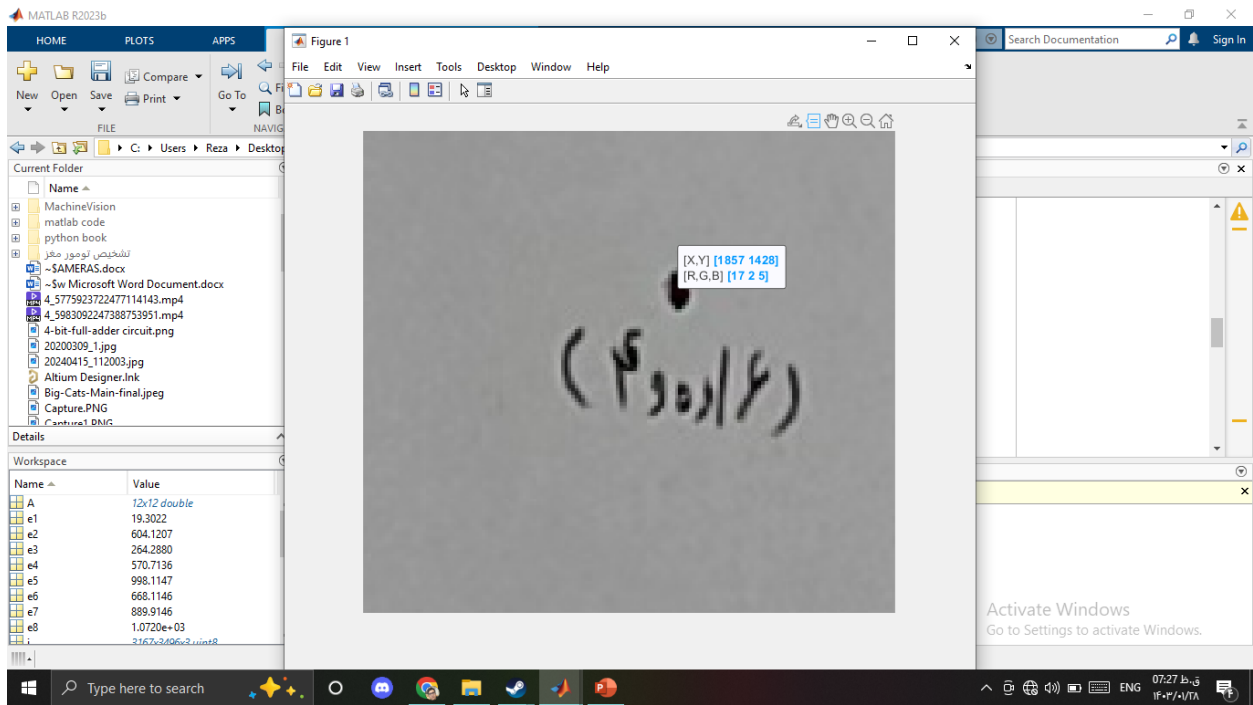 MATLAB R2023b
HOME PLOTS APPS
Figure 1
Search Documentation Sign In
File Edit View Insert Tools Desktop Window Help
New Open Save Compare Print Go To
FILE
C: Users Reza
Current Folder
Name
MachineVision
matlab code
python book
تشخیص تومور مغز
~$AMERAS.docx
~$w Microsoft Word Document.docx
4_5775923722477114143.mp4
4_5983092247388753951.mp4
4-bit-full-adder circuit.png
20200309_1.jpg
20240415_112003.jpg
Altium Designer.lnk
Big-Cats-Main-final.jpeg
Capture.PNG
Capture1.PNG
Details
Workspace
Name Value
A 12x12 double
e1 19.3022
e2 604.1207
e3 264.2880
e4 570.7136
e5 998.1147
e6 668.1146
e7 889.9146
e8 1.0720e+03
i 3167x3496x3 uint8
[X,Y] [1857 1428]
[R,G,B] [17 2 5]
Activate Windows
Go to Settings to activate Windows.
Type here to search
ENG
07:27 ق.ظ
۱۴۰۳/۰۱/۲۸